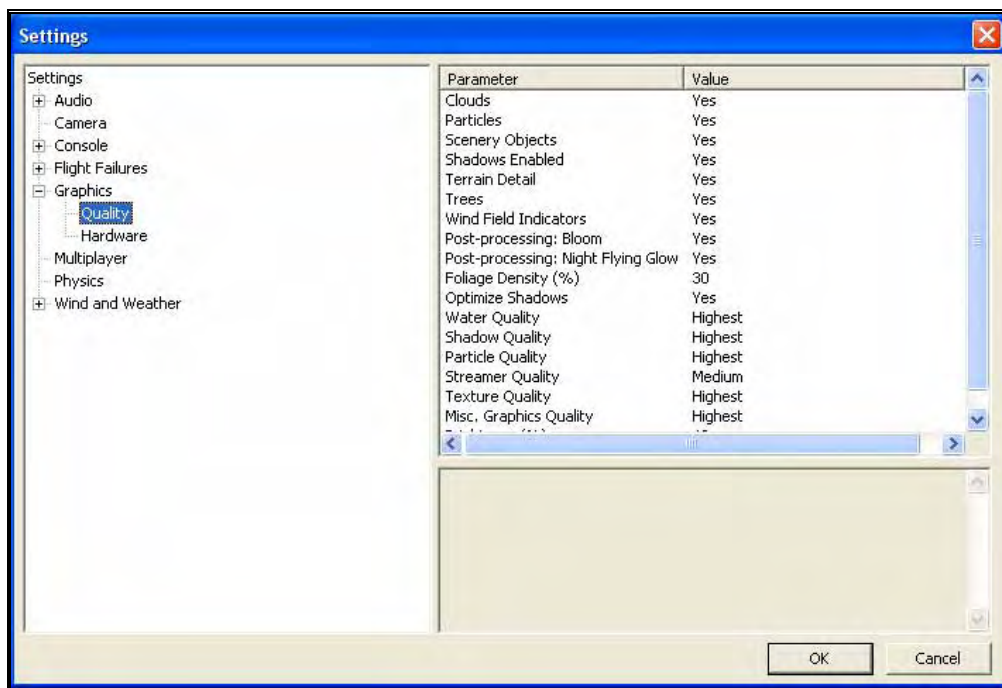 Settings
Settings
Audio
Camera
Console
Flight Failures
Graphics
Quality
Hardware
Multiplayer
Physics
Wind and Weather
Parameter Value
Clouds Yes
Particles Yes
Scenery Objects Yes
Shadows Enabled Yes
Terrain Detail Yes
Trees Yes
Wind Field Indicators Yes
Post-processing: Bloom Yes
Post-processing: Night Flying Glow Yes
Foliage Density (%) 30
Optimize Shadows Yes
Water Quality Highest
Shadow Quality Highest
Particle Quality Highest
Streamer Quality Medium
Texture Quality Highest
Misc. Graphics Quality Highest
OK Cancel